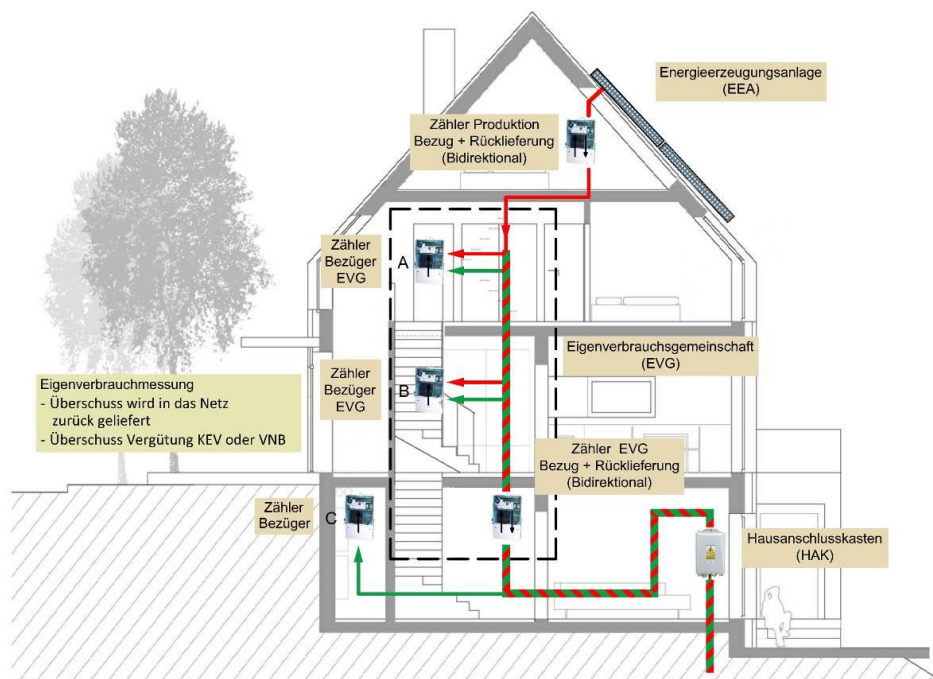 Energieerzeugungsanlage
(EEA)
Zähler Produktion
Bezug + Rücklieferung
(Bidirektional)
Zähler
Bezüger
EVG
A
Eigenverbrauchsgemeinschaft
(EVG)
Zähler
Bezüger
EVG
B
Eigenverbrauchmessung
- Überschuss wird in das Netz
zurück geliefert
- Überschuss Vergütung KEV oder VNB
Zähler EVG
Bezug + Rücklieferung
(Bidirektional)
Zähler
Bezüger
C
Hausanschlusskasten
(HAK)